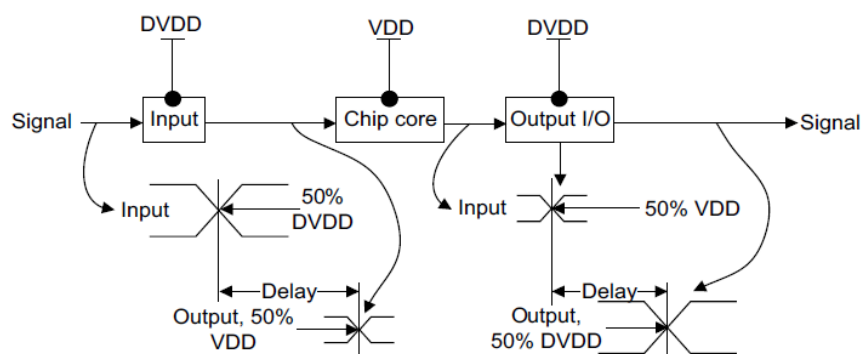 DVDD
VDD
DVDD
Signal
Input
Chip core
Output I/O
Signal
Input
50%
DVDD
Input
50% VDD
Delay
Output, 50%
VDD
Delay
Output,
50% DVDD